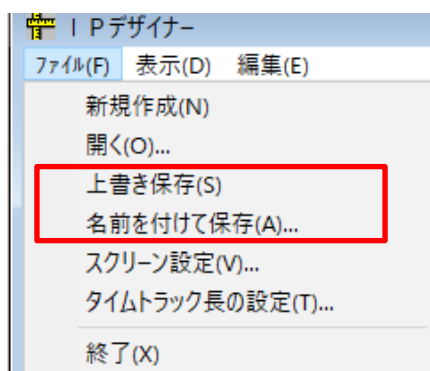 ＩＰデザイナー
ﾌｧｲﾙ(F) 表示(D) 編集(E)
新規作成(N)
開く(O)...
上書き保存(S)
名前を付けて保存(A)...
スクリーン設定(V)...
タイムトラック長の設定(T)...
終了(X)